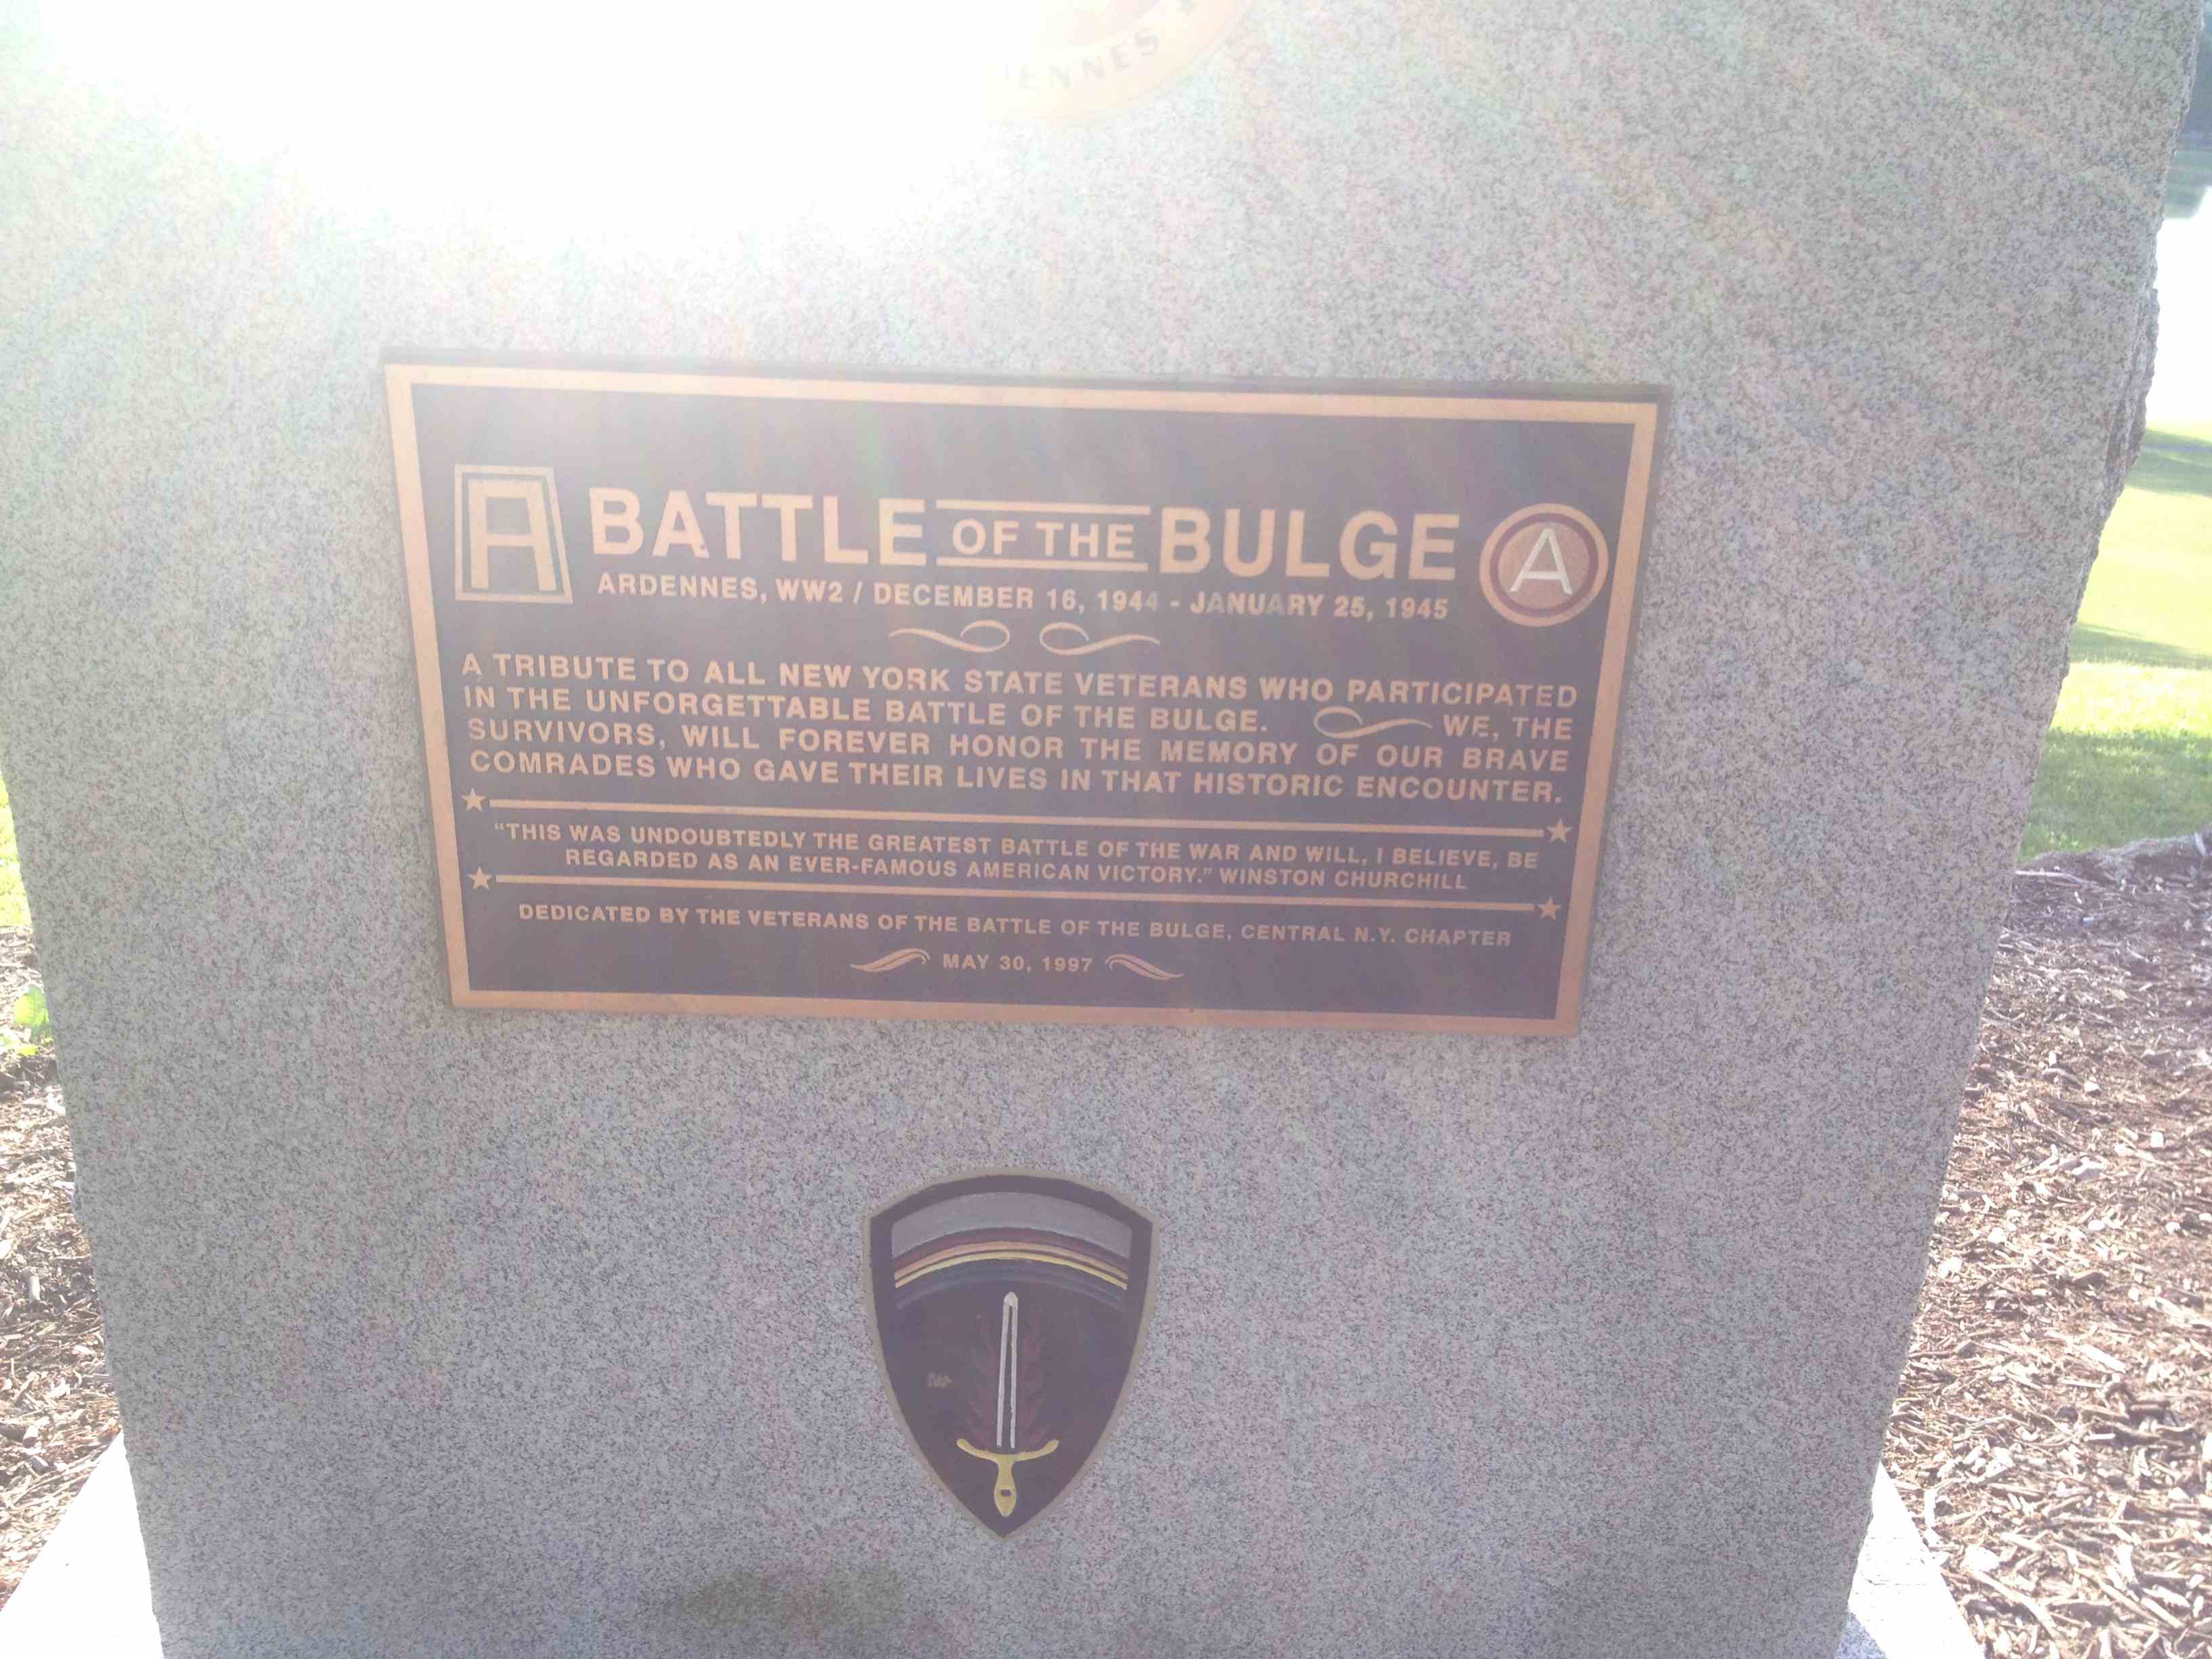 ENNES
A
BATTLE OF THE BULGE
A
ARDENNES, WW2 / DECEMBER 16, 1944 - JANUARY 25, 1945
A TRIBUTE TO ALL NEW YORK STATE VETERANS WHO PARTICIPATED
IN THE UNFORGETTABLE BATTLE OF THE BULGE. WE, THE
SURVIVORS, WILL FOREVER HONOR THE MEMORY OF OUR BRAVE
COMRADES WHO GAVE THEIR LIVES IN THAT HISTORIC ENCOUNTER.
"THIS WAS UNDOUBTEDLY THE GREATEST BATTLE OF THE WAR AND WILL, I BELIEVE, BE
REGARDED AS AN EVER-FAMOUS AMERICAN VICTORY." WINSTON CHURCHILL
DEDICATED BY THE VETERANS OF THE BATTLE OF THE BULGE, CENTRAL N.Y. CHAPTER
MAY 30, 1997